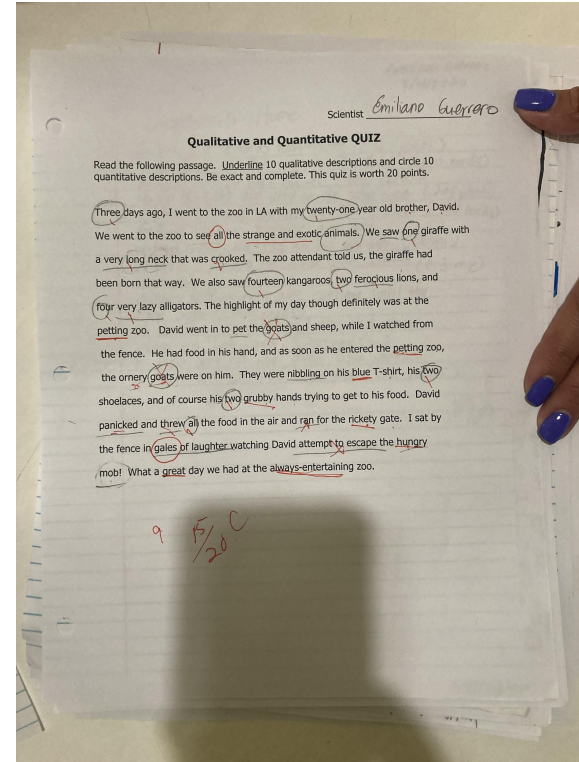 Scientist Emiliano Guerrero
Qualitative and Quantitative QUIZ
Read the following passage. Underline 10 qualitative descriptions and circle 10
quantitative descriptions. Be exact and complete. This quiz is worth 20 points.
Three days ago, I went to the zoo in LA with my twenty-one year old brother, David.
We went to the zoo to see all the strange and exotic animals. We saw one giraffe with
a very long neck that was crooked. The zoo attendant told us, the giraffe had
been born that way. We also saw fourteen kangaroos, two ferocious lions, and
four very lazy alligators. The highlight of my day though definitely was at the
petting zoo. David went in to pet the goats and sheep, while I watched from
the fence. He had food in his hand, and as soon as he entered the petting zoo,
the ornery goats were on him. They were nibbling on his blue T-shirt, his two
shoelaces, and of course his two grubby hands trying to get to his food. David
panicked and threw all the food in the air and ran for the rickety gate. I sat by
the fence in gales of laughter watching David attempt to escape the hungry
mob! What a great day we had at the always-entertaining zoo.
9 15/20 C